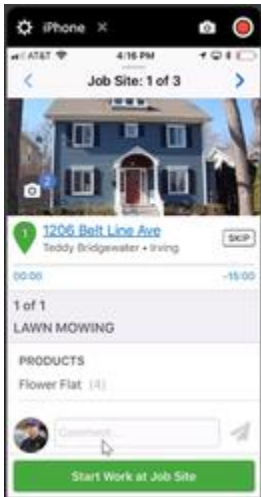 iPhone
AT&T 4:16 PM
Job Site: 1 of 3
2
1 1206 Belt Line Ave
Teddy Bridgewater • Irving
SKIP
00:00 -15:00
1 of 1
LAWN MOWING
PRODUCTS
Flower Flat (4)
Comment...
Start Work at Job Site